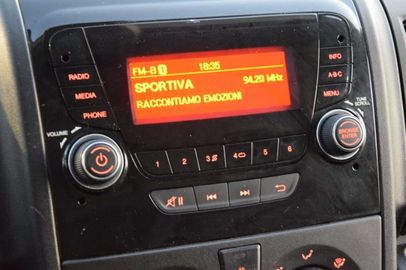 FM-B 18:35
SPORTIVA 94.20 MHz
RACCONTIAMO EMOZIONI
RADIO
MEDIA
PHONE
INFO
A-B-C
MENU
VOLUME
TUNE
SCROLL
BROWSE
ENTER
1 2 3 4 5 6